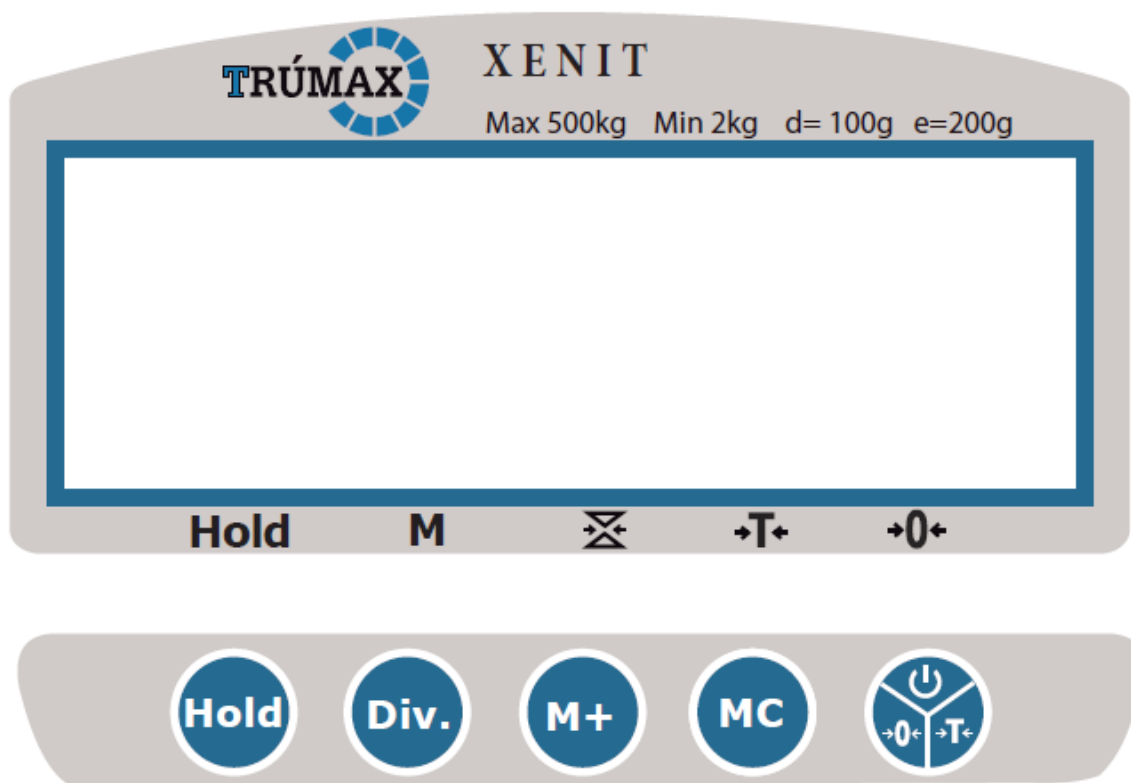 TRÚMAX
XENIT
Max 500kg Min 2kg d= 100g e=200g
Hold M →T← →0←
Hold Div. M+ MC →0← →T←